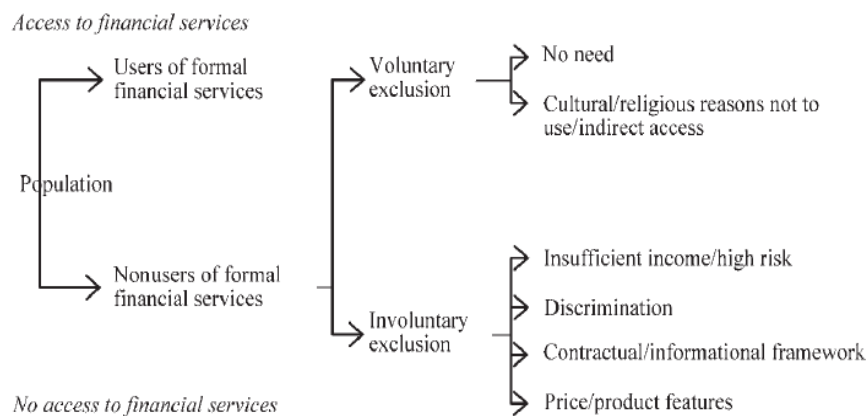 Access to financial services
Users of formal
financial services
Voluntary
exclusion
No need
Cultural/religious reasons not to
use/indirect access
Population
Nonusers of formal
financial services
Involuntary
exclusion
Insufficient income/high risk
Discrimination
Contractual/informational framework
Price/product features
No access to financial services